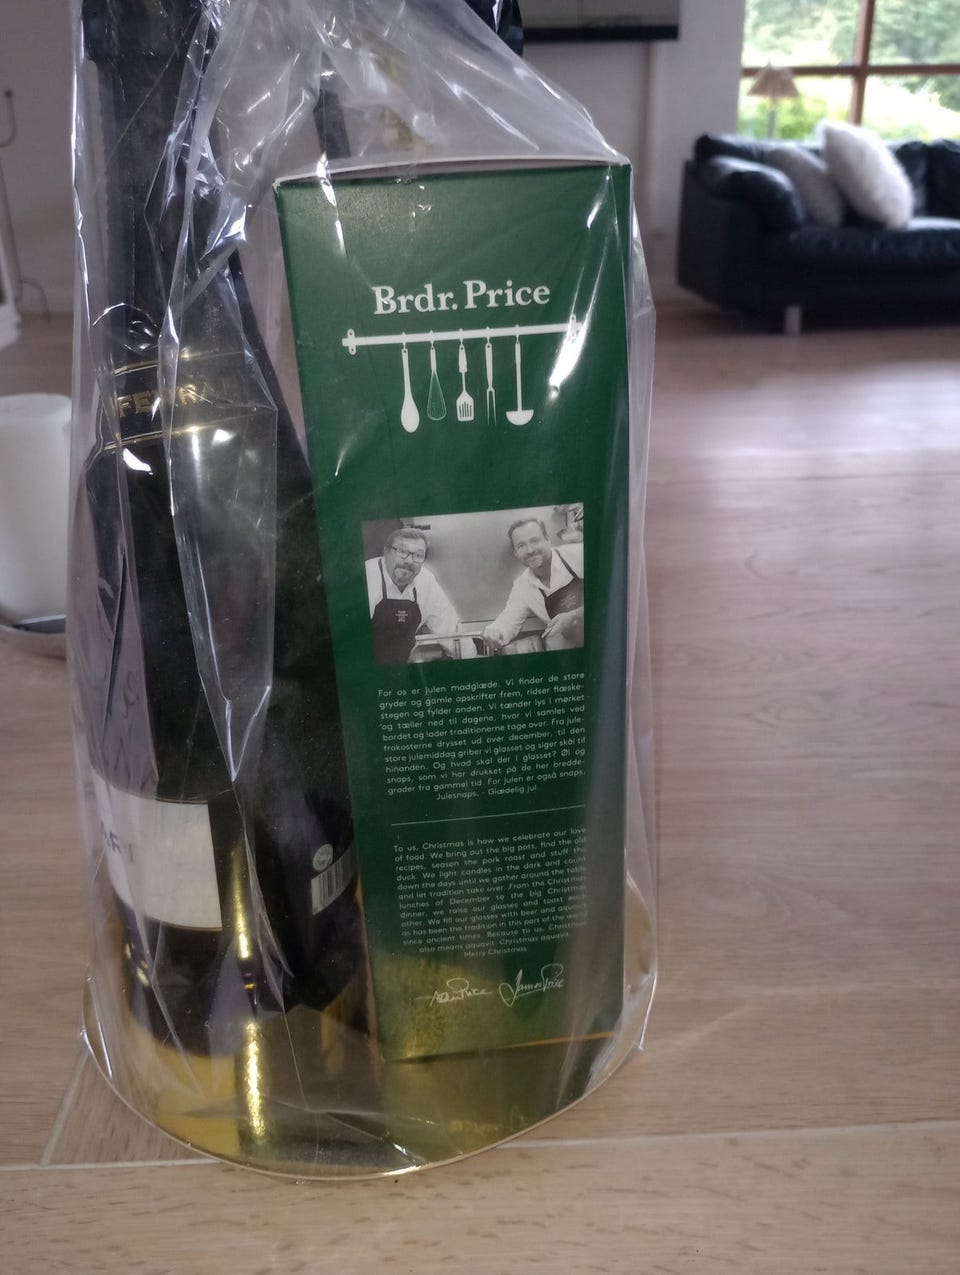 Brdr. Price
For os er julen madglæde. Vi finder de store
gryder og gamle opskrifter frem, ridser flæske-
stegen og fylder anden. Vi tænder lys i mørket
og tæller ned til dagene, hvor vi samles ved
bordet og lader traditionerne tage over. Fra jule-
frokosterne drysset ud over december, til den
store julemiddag griber vi glasset og siger skål til
hinanden. Og hvad skal der i glasset? Øl og
snaps, som vi har drukket på de her bredde-
grader fra gammel tid. For julen er også snaps.
Julesnaps. - Glædelig jul
To us, Christmas is how we celebrate our love
of food. We bring out the big pots, find the old
recipes, season the pork roast and stuff the
duck. We light candles in the dark and count
down the days until we gather around the table
and let tradition take over. From the Christmas
lunches of December to the big Christmas
dinner, we raise our glasses and toast each
other. We fill our glasses with beer and aquavit
as has been the tradition in this part of the world
since ancient times. Because to us, Christmas
also means aquavit. Christmas aquavit.
Merry Christmas
Adam Price James Price